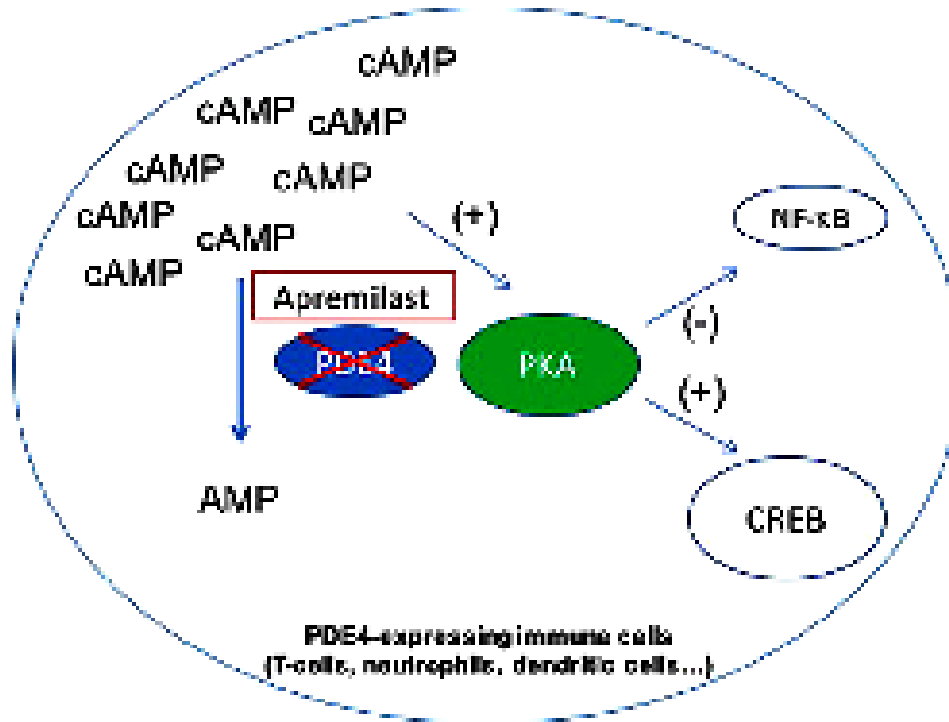 cAMP
cAMP
cAMP
cAMP
cAMP
cAMP
cAMP
cAMP
(+)
NF-κB
Apremilast
(-)
PDE4
PKA
(+)
AMP
CREB
PDE4-expressing immune cells
(T-cells, neutrophils, dendritic cells...)